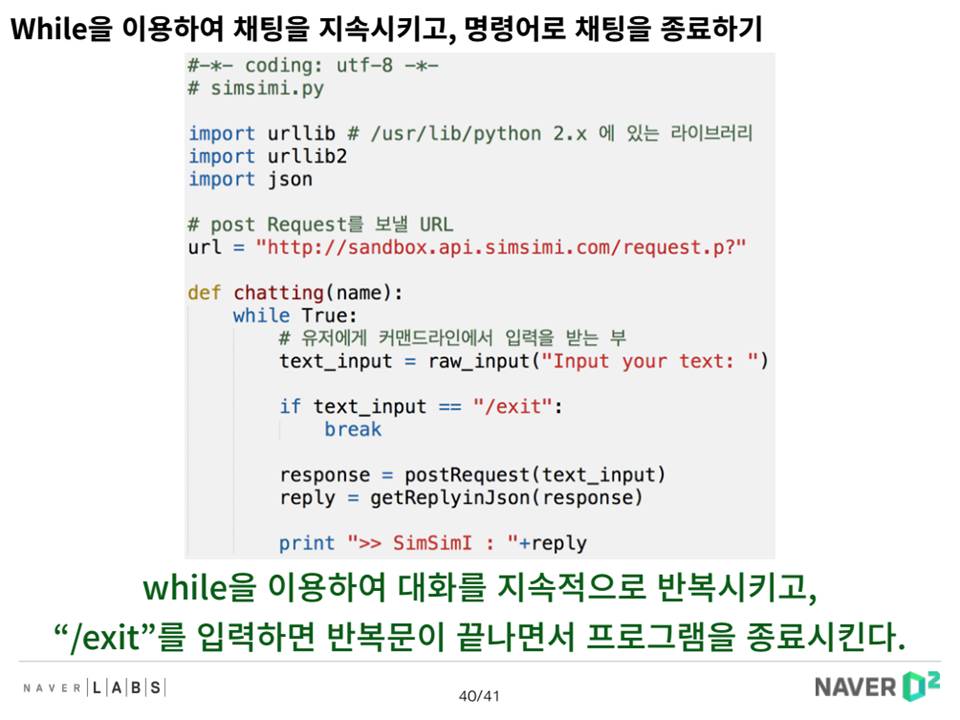 While을 이용하여 채팅을 지속시키고, 명령어로 채팅을 종료하기
#-*- coding: utf-8 -*-
# simsimi.py
import urllib # /usr/lib/python 2.x 에 있는 라이브러리
import urllib2
import json
# post Request를 보낼 URL
url = "http://sandbox.api.simsimi.com/request.p?"
def chatting(name):
while True:
# 유저에게 커맨드라인에서 입력을 받는 부
text_input = raw_input("Input your text: ")
if text_input == "/exit":
break
response = postRequest(text_input)
reply = getReplyinJson(response)
print ">> SimSimI : "+reply
while을 이용하여 대화를 지속적으로 반복시키고,
“/exit”를 입력하면 반복문이 끝나면서 프로그램을 종료시킨다.
NAVER LABS
40/41
NAVER D2